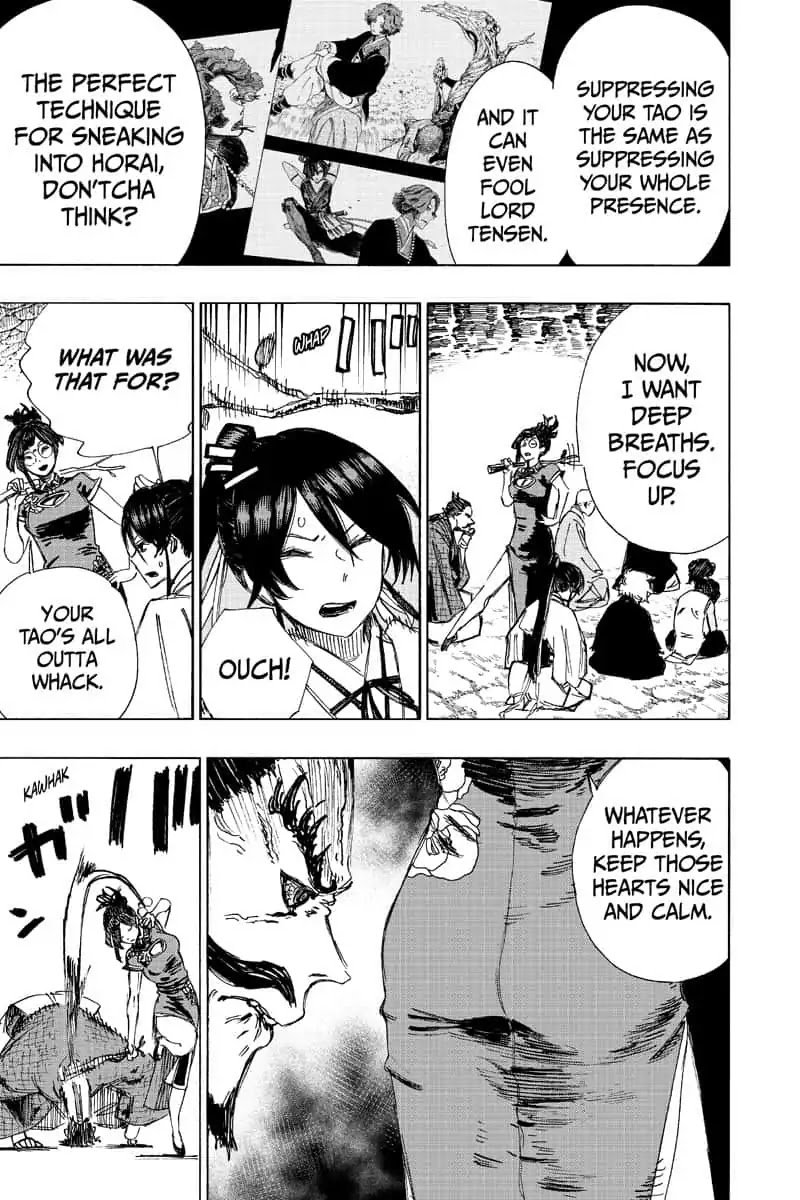 SUPPRESSING
YOUR TAO IS
THE SAME AS
SUPPRESSING
YOUR WHOLE
PRESENCE.
AND IT
CAN
EVEN
FOOL
LORD
TENSEN.
THE PERFECT
TECHNIQUE
FOR SNEAKING
INTO HORAI,
DON'TCHA
THINK?
NOW,
I WANT
DEEP
BREATHS.
FOCUS
UP.
WHAP
OUCH!
WHAT WAS
THAT FOR?
YOUR
TAO'S ALL
OUTTA
WHACK.
WHATEVER
HAPPENS,
KEEP THOSE
HEARTS NICE
AND CALM.
KAWHAK
ガン